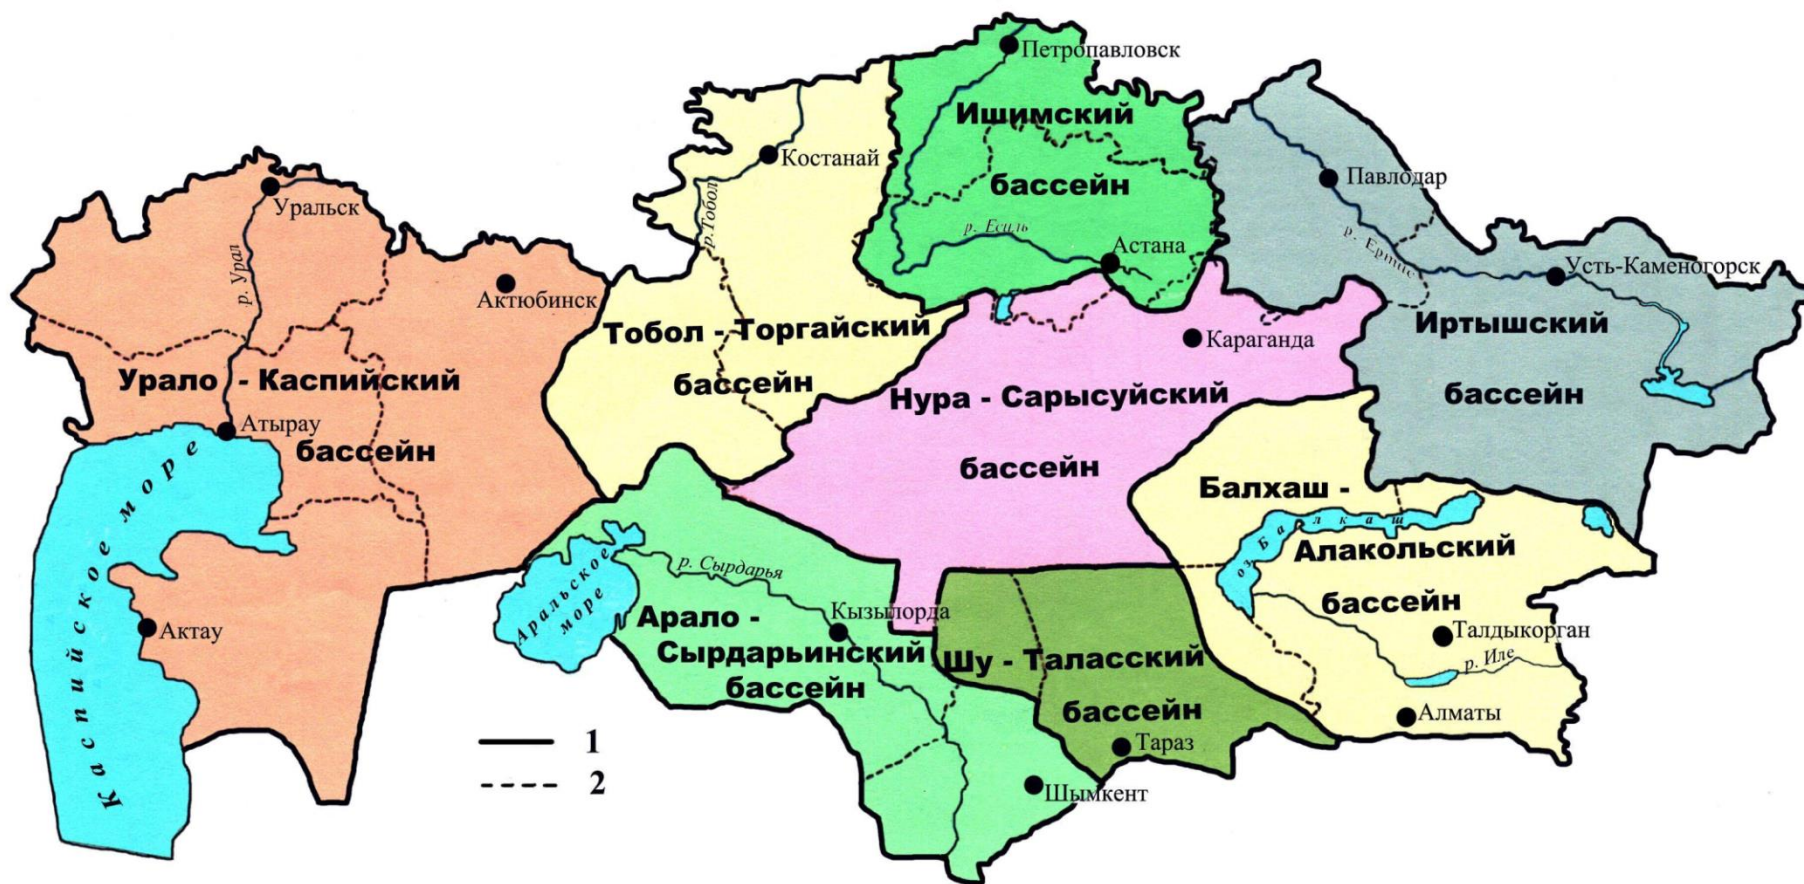 Петропавловск
Ишимский
бассейн
Костанай
р.Тобол
Павлодар
Уральск
р. Урал
р. Есиль
Астана
р. Ертис
Усть-Каменогорск
Актюбинск
Тобол - Торгайский
бассейн
Караганда
Иртышский
бассейн
Урало - Каспийский
бассейн
Атырау
Нура - Сарысуйский
бассейн
Каспийское море
Балхаш -
Алакольский
бассейн
оз. Балкаш
Аральское
море
р. Сырдарья
Кызылорда
Арало -
Сырдарьинский
бассейн
Актау
Талдыкорган
р. Иле
Шу - Таласский
бассейн
Алматы
Тараз
Шымкент
1
2